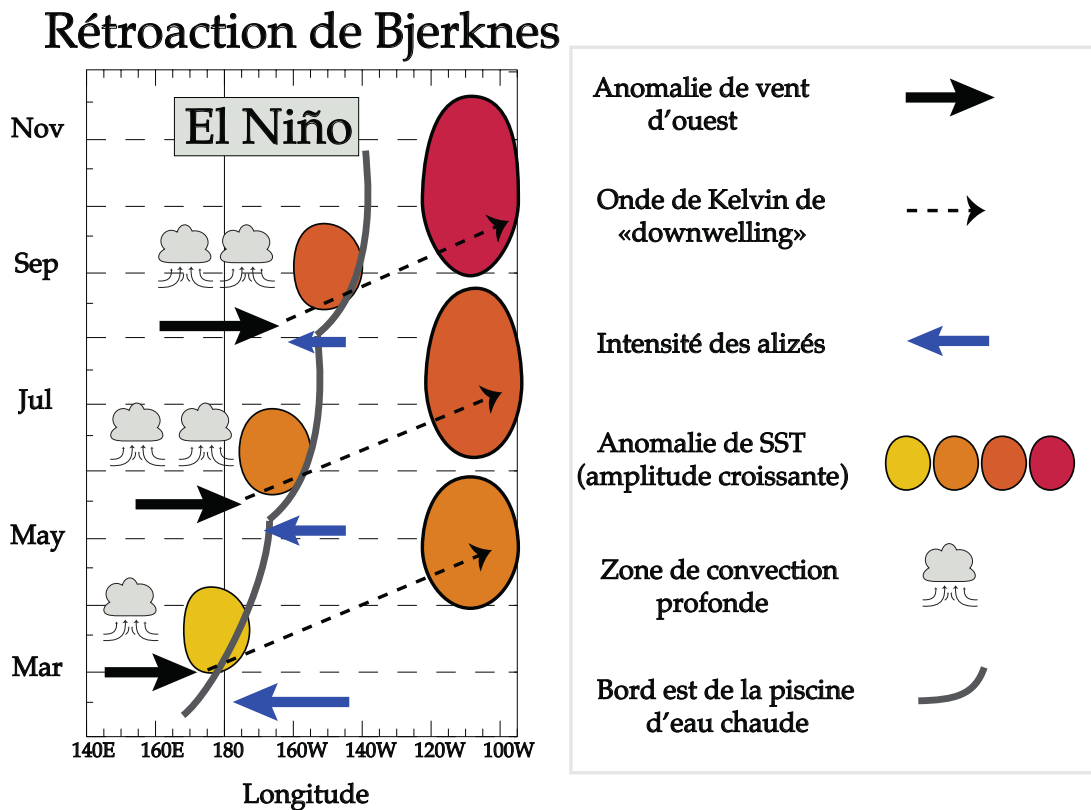 Rétroaction de Bjerknes
El Niño
Nov
Sep
Jul
May
Mar
140E 160E 180 160W 140W 120W 100W
Longitude
Anomalie de vent
d'ouest
Onde de Kelvin de
«downwelling»
Intensité des alizés
Anomalie de SST
(amplitude croissante)
Zone de convection
profonde
Bord est de la piscine
d'eau chaude